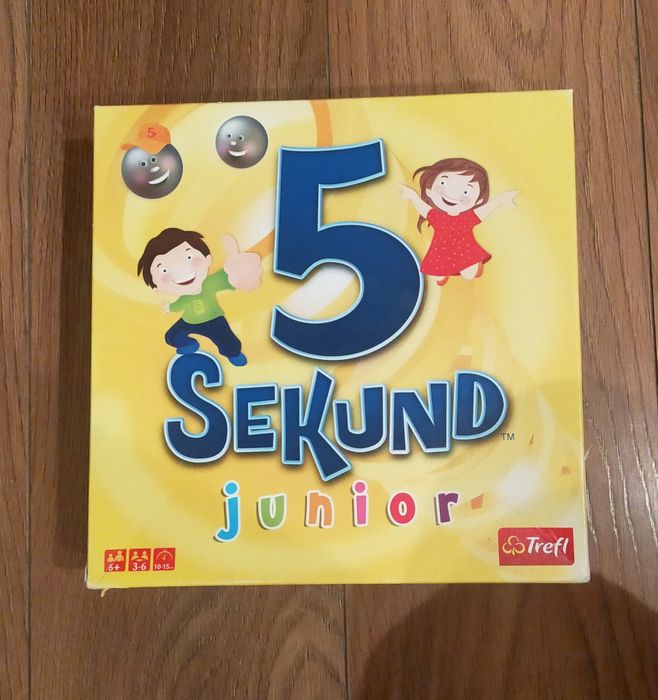 5
5
SEKUND™
junior
6+ 3-6 10-15
Trefl